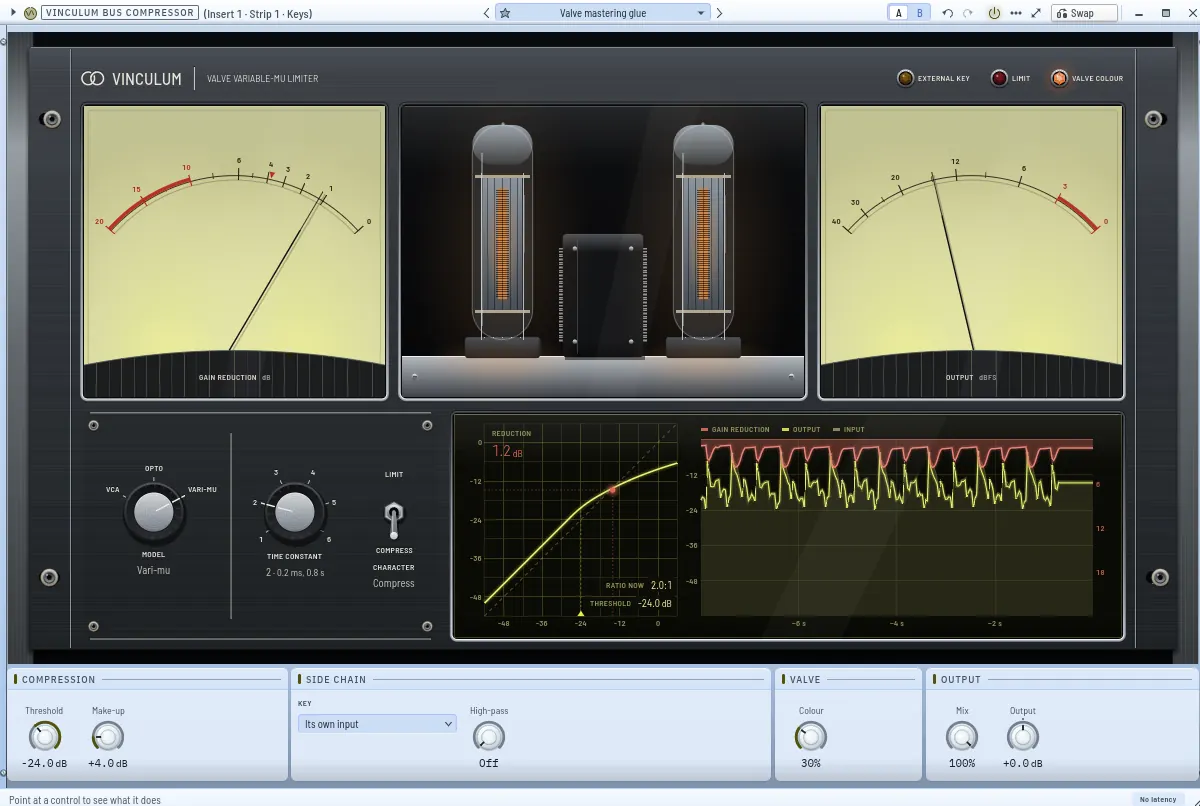 VINCULUM BUS COMPRESSOR (Insert 1 · Strip 1 · Keys)
Valve mastering glue
A B
Swap
VINCULUM VALVE VARIABLE-MU LIMITER
EXTERNAL KEY LIMIT VALVE COLOUR
20 15 10 6 4 3 2 1 0
GAIN REDUCTION dB
40 30 20 12 6 3 0
OUTPUT dBFS
VCA OPTO VARI-MU
MODEL
Vari-mu
1 2 3 4 5 6
TIME CONSTANT
2 · 0.2 ms, 0.8 s
LIMIT
COMPRESS
CHARACTER
Compress
REDUCTION
1.2 dB
0
-12
-24
-36
-48
RATIO NOW 2.0:1
THRESHOLD -24.0 dB
-48 -36 -24 -12 0
GAIN REDUCTION OUTPUT INPUT
-12
-24
-36
-48
6
12
18
-6 s -4 s -2 s
COMPRESSION
Threshold Make-up
-24.0 dB +4.0 dB
SIDE CHAIN
KEY
Its own input
High-pass
Off
VALVE
Colour
30%
OUTPUT
Mix Output
100% +0.0 dB
Point at a control to see what it does
No latency